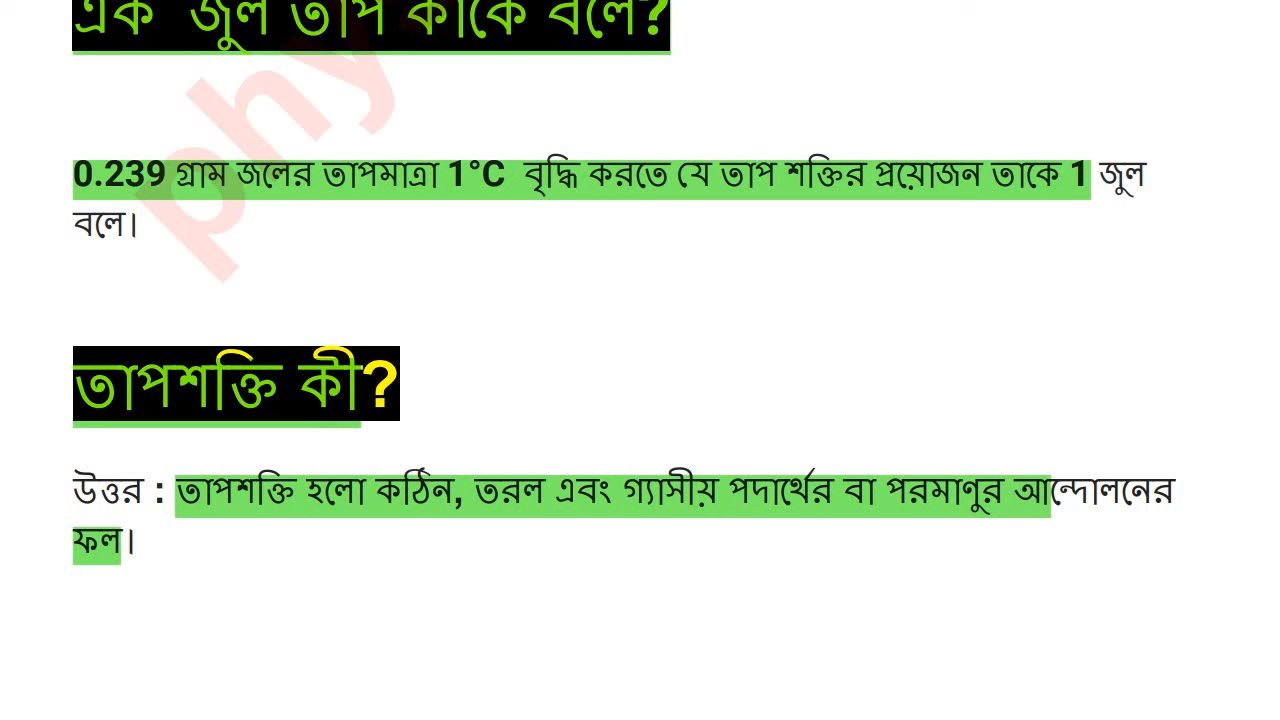 এক জুল তাপ কাকে বলে?
phy
0.239 গ্রাম জলের তাপমাত্রা 1°C বৃদ্ধি করতে যে তাপ শক্তির প্রয়োজন তাকে 1 জুল
বলে।
তাপশক্তি কী?
উত্তর : তাপশক্তি হলো কঠিন, তরল এবং গ্যাসীয় পদার্থের বা পরমাণুর আন্দোলনের
ফল।